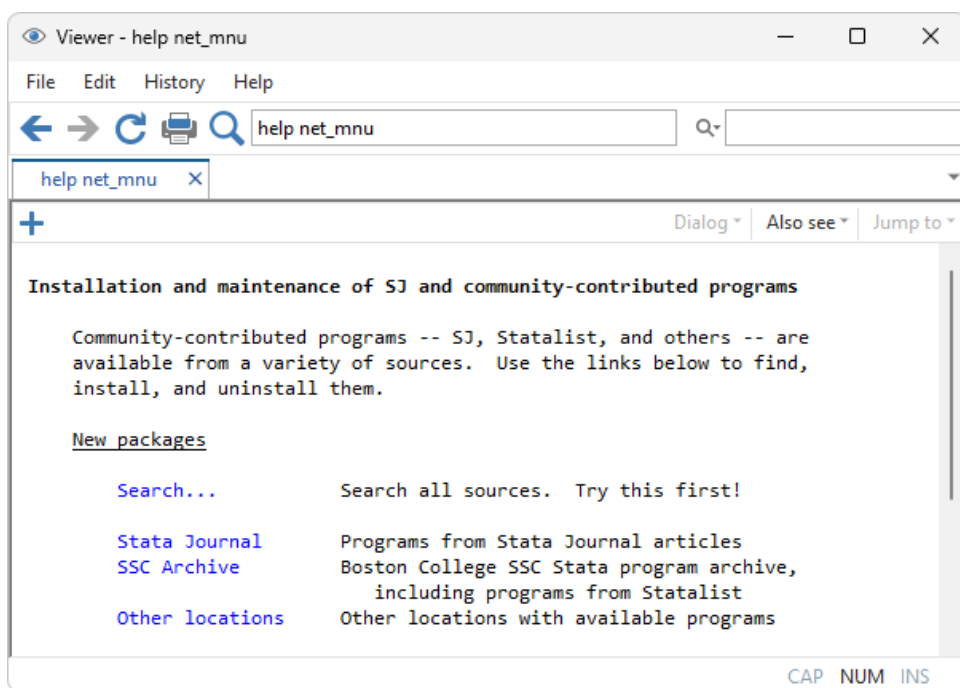 Viewer - help net_mnu
File Edit History Help
help net_mnu
help net_mnu
Dialog Also see Jump to
Installation and maintenance of SJ and community-contributed programs
Community-contributed programs -- SJ, Statalist, and others -- are
available from a variety of sources.  Use the links below to find,
install, and uninstall them.
New packages
Search... Search all sources.  Try this first!
Stata Journal Programs from Stata Journal articles
SSC Archive Boston College SSC Stata program archive,
including programs from Statalist
Other locations Other locations with available programs
CAP NUM INS